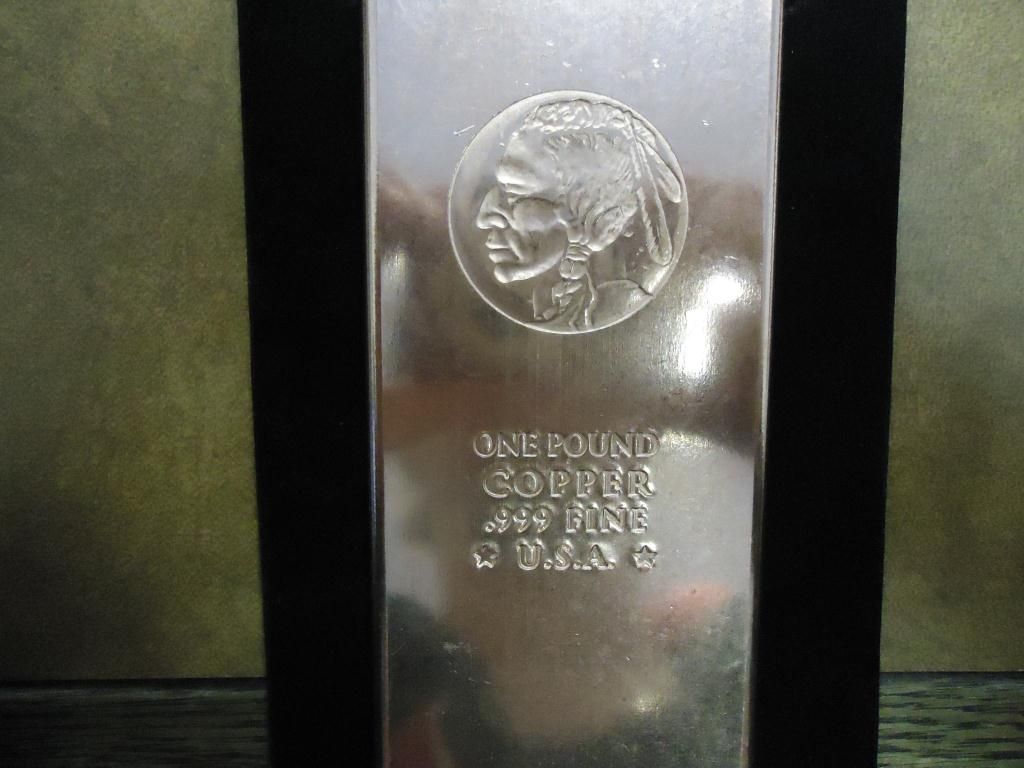 ONE POUND
COPPER
.999 FINE
★ U.S.A. ★